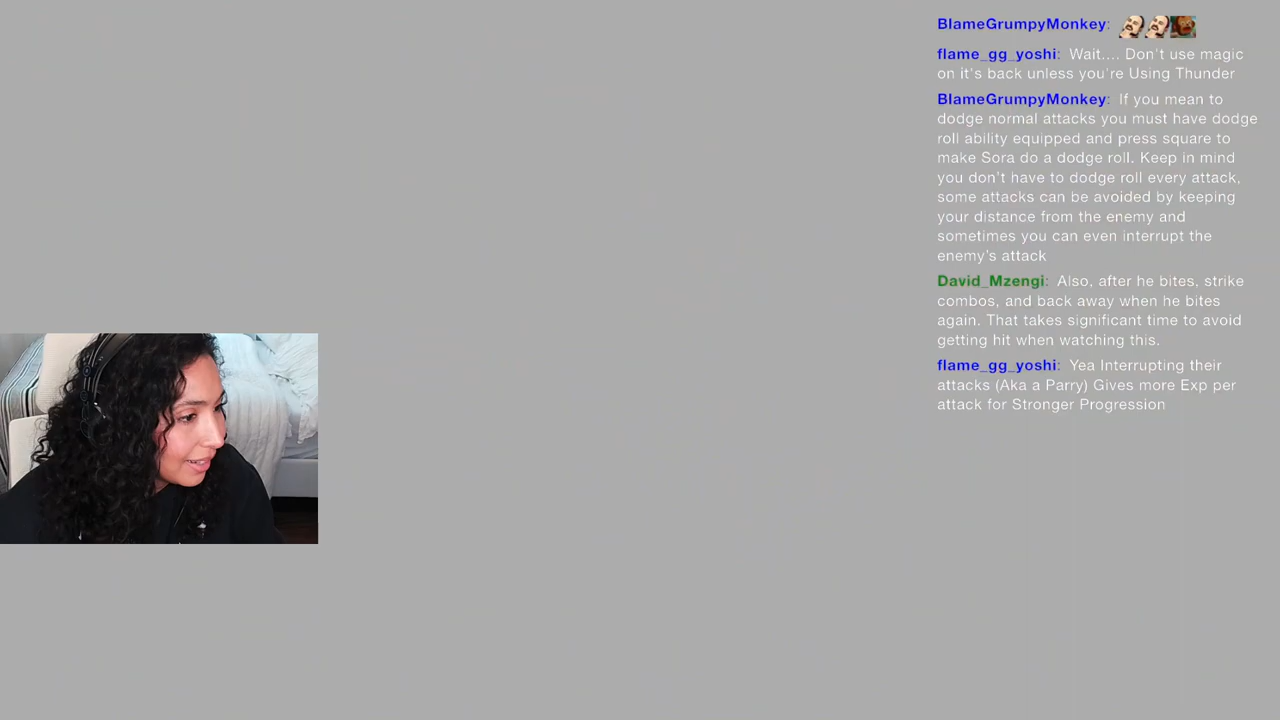 BlameGrumpyMonkey:
flame_gg_yoshi: Wait.... Don't use magic
on it's back unless you're Using Thunder
BlameGrumpyMonkey: If you mean to
dodge normal attacks you must have dodge
roll ability equipped and press square to
make Sora do a dodge roll. Keep in mind
you don't have to dodge roll every attack,
some attacks can be avoided by keeping
your distance from the enemy and
sometimes you can even interrupt the
enemy's attack
David_Mzengi: Also, after he bites, strike
combos, and back away when he bites
again. That takes significant time to avoid
getting hit when watching this.
flame_gg_yoshi: Yea Interrupting their
attacks (Aka a Parry) Gives more Exp per
attack for Stronger Progression